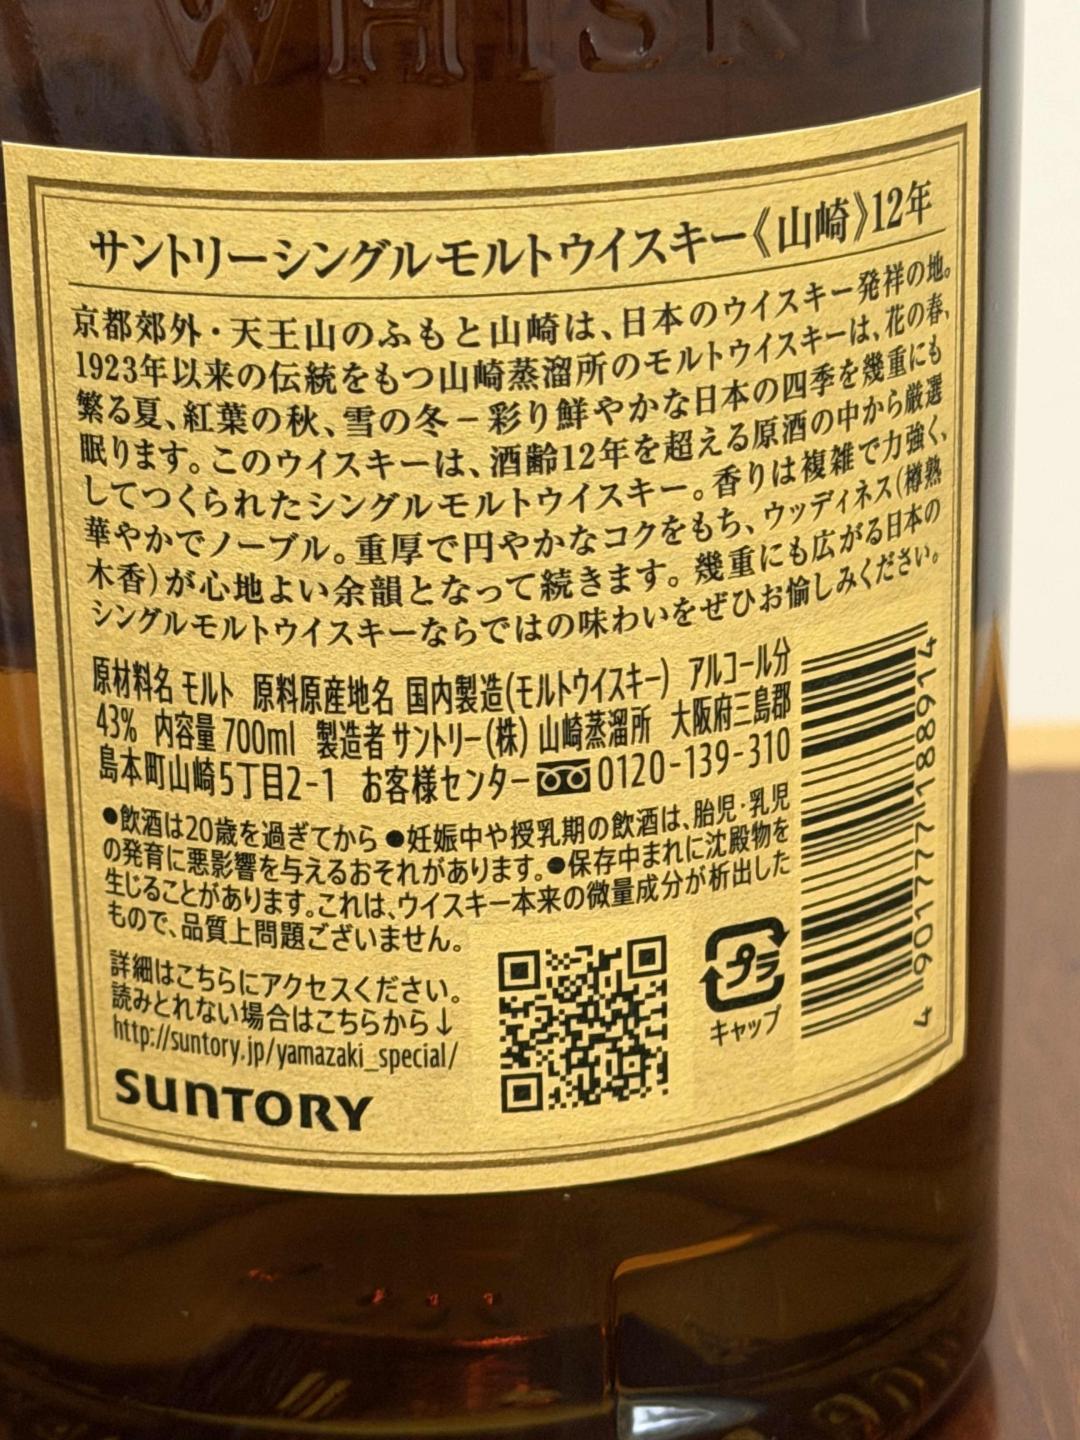 WHISKY
サントリーシングルモルトウイスキー《山崎》12年
京都郊外・天王山のふもと山崎は、日本のウイスキー発祥の地。
1923年以来の伝統をもつ山崎蒸溜所のモルトウイスキーは、花の春、
繁る夏、紅葉の秋、雪の冬－彩り鮮やかな日本の四季を幾重にも
眠ります。このウイスキーは、酒齢12年を超える原酒の中から厳選
してつくられたシングルモルトウイスキー。香りは複雑で力強く、
華やかでノーブル。重厚で円やかなコクをもち、ウッディネス(樽熟
木香)が心地よい余韻となって続きます。幾重にも広がる日本の
シングルモルトウイスキーならではの味わいをぜひお愉しみください。
原材料名 モルト 原料原産地名 国内製造(モルトウイスキー) アルコール分
43% 内容量 700ml 製造者 サントリー(株) 山崎蒸溜所 大阪府三島郡
島本町山崎5丁目2-1 お客様センター 0120-139-310
●飲酒は20歳を過ぎてから ●妊娠中や授乳期の飲酒は、胎児・乳児
の発育に悪影響を与えるおそれがあります。●保存中まれに沈殿物を
生じることがあります。これは、ウイスキー本来の微量成分が析出した
もので、品質上問題ございません。
詳細はこちらにアクセスください。
読みとれない場合はこちらから↓
http://suntory.jp/yamazaki_special/
SUNTORY
プラ
キャップ
4 901777 188914